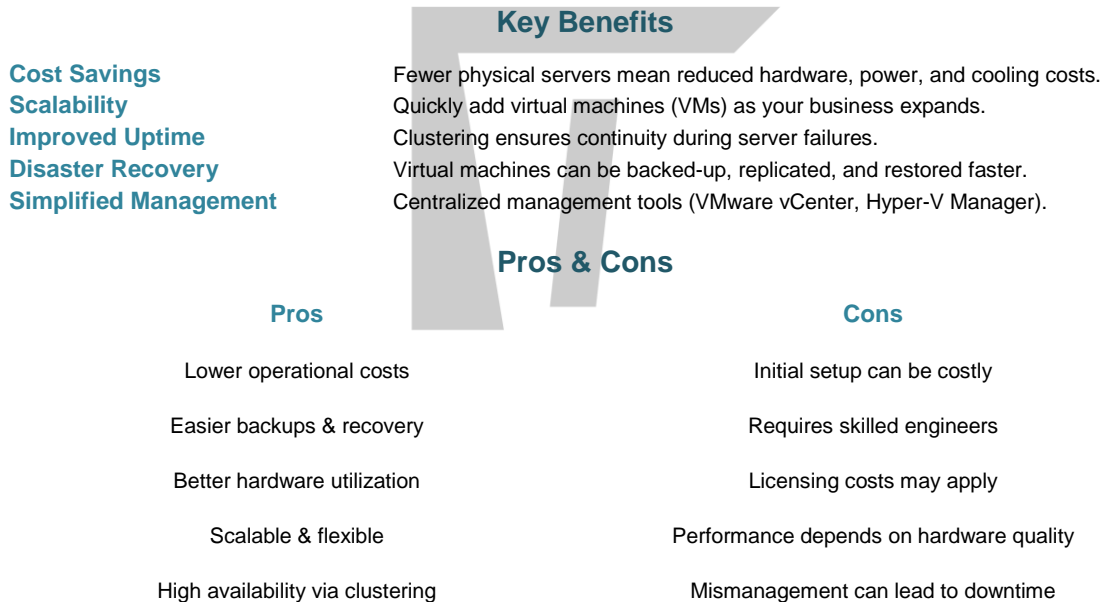 Key Benefits
Cost Savings Fewer physical servers mean reduced hardware, power, and cooling costs.
Scalability Quickly add virtual machines (VMs) as your business expands.
Improved Uptime Clustering ensures continuity during server failures.
Disaster Recovery Virtual machines can be backed-up, replicated, and restored faster.
Simplified Management Centralized management tools (VMware vCenter, Hyper-V Manager).
Pros & Cons
Pros Cons
Lower operational costs Initial setup can be costly
Easier backups & recovery Requires skilled engineers
Better hardware utilization Licensing costs may apply
Scalable & flexible Performance depends on hardware quality
High availability via clustering Mismanagement can lead to downtime